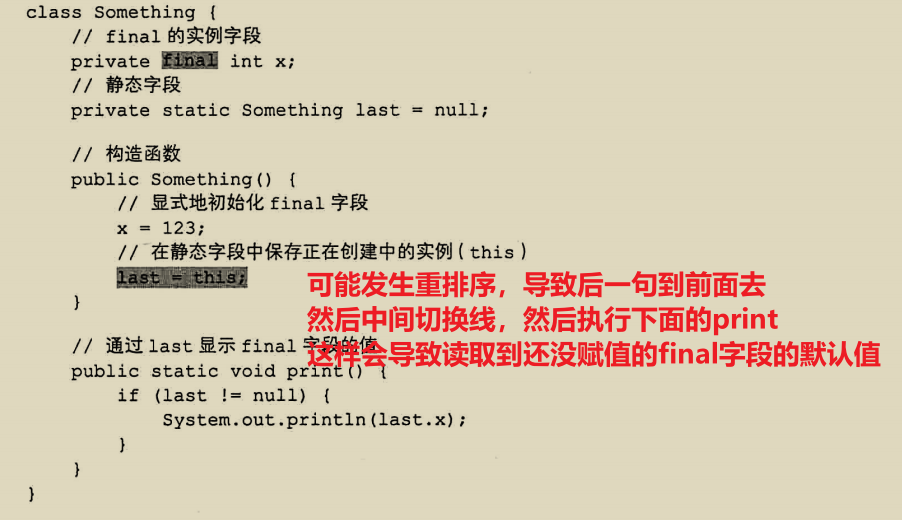 class Something {
// final 的实例字段
private final int x;
// 静态字段
private static Something last = null;
// 构造函数
public Something() {
// 显式地初始化 final 字段
x = 123;
// 在静态字段中保存正在创建中的实例(this)
last = this;
}
可能发生重排序，导致后一句到前面去
然后中间切换线，然后执行下面的print
这样会导致读取到还没赋值的final字段的默认值
// 通过 last 显示 final 字段的值
public static void print() {
if (last != null) {
System.out.println(last.x);
}
}
}